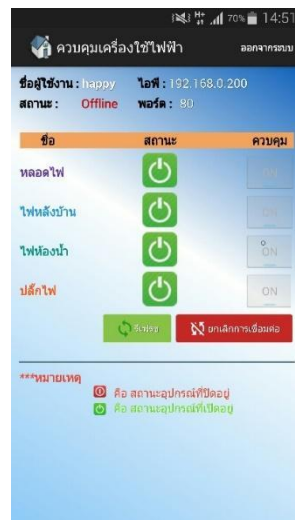 H+ 70% 14:51
ควบคุมเครื่องใช้ไฟฟ้า ออกจากระบบ
ชื่อผู้ใช้งาน : happy ไอพี : 192.168.0.200
สถานะ : Offline พอร์ต : 80
ชื่อ สถานะ ควบคุม
หลอดไฟ ON
ไฟหลังบ้าน ON
ไฟห้องน้ำ ON
ปลั๊กไฟ ON
รีเฟรช ยกเลิกการเชื่อมต่อ
***หมายเหตุ
คือ สถานะอุปกรณ์ที่ปิดอยู่
คือ สถานะอุปกรณ์ที่เปิดอยู่